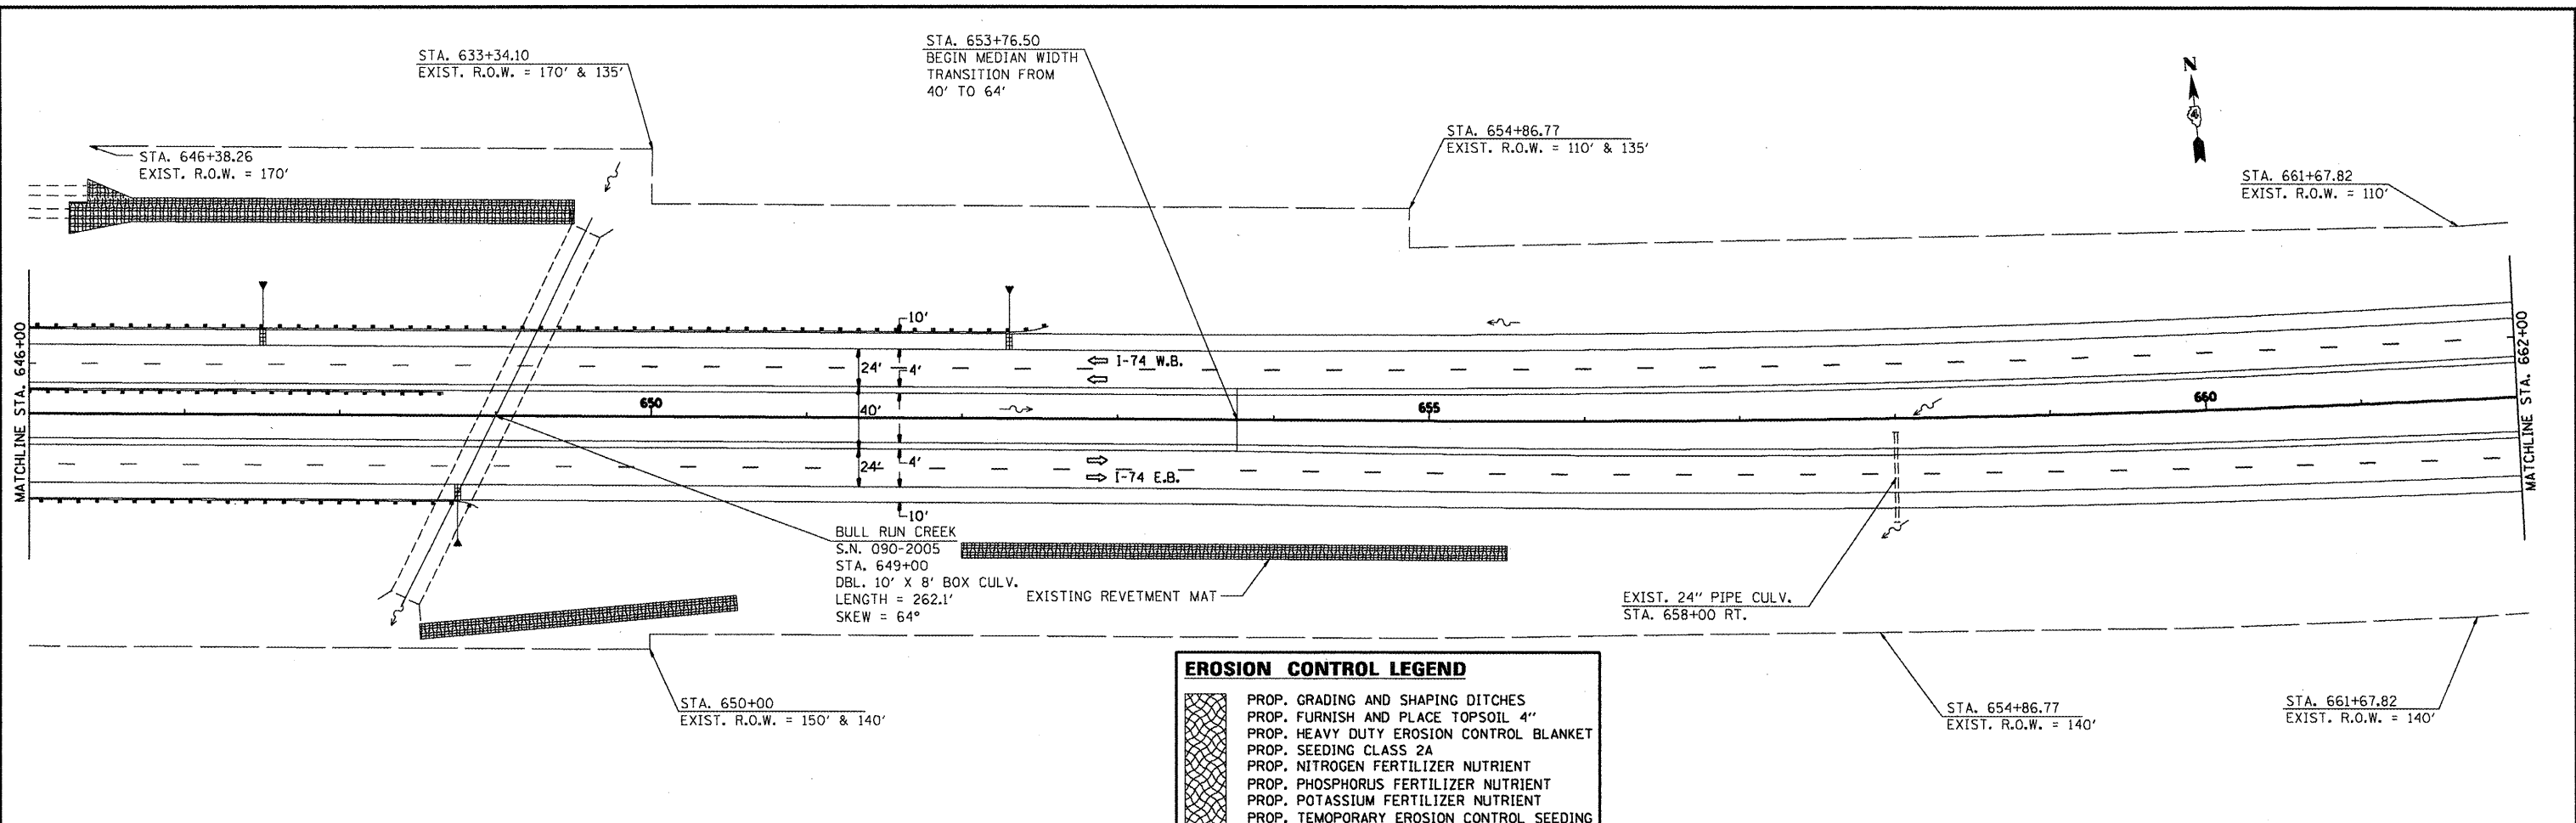 STA. 633+34.10
EXIST. R.O.W. = 170' & 135'
STA. 653+76.50
BEGIN MEDIAN WIDTH
TRANSITION FROM
40' TO 64'
N
STA. 646+38.26
EXIST. R.O.W. = 170'
STA. 654+86.77
EXIST. R.O.W. = 110' & 135'
STA. 661+67.82
EXIST. R.O.W. = 110'
MATCHLINE STA. 646+00
10'
24'
4'
I-74 W.B.
650
40'
655
660
24'
4'
I-74 E.B.
10'
MATCHLINE STA. 662+00
BULL RUN CREEK
S.N. 090-2005
STA. 649+00
DBL. 10' X 8' BOX CULV.
LENGTH = 262.1'
SKEW = 64°
EXISTING REVETMENT MAT
EXIST. 24" PIPE CULV.
STA. 658+00 RT.
STA. 650+00
EXIST. R.O.W. = 150' & 140'
STA. 654+86.77
EXIST. R.O.W. = 140'
STA. 661+67.82
EXIST. R.O.W. = 140'
EROSION CONTROL LEGEND
PROP. GRADING AND SHAPING DITCHES
PROP. FURNISH AND PLACE TOPSOIL 4"
PROP. HEAVY DUTY EROSION CONTROL BLANKET
PROP. SEEDING CLASS 2A
PROP. NITROGEN FERTILIZER NUTRIENT
PROP. PHOSPHORUS FERTILIZER NUTRIENT
PROP. POTASSIUM FERTILIZER NUTRIENT
PROP. TEMOPORARY EROSION CONTROL SEEDING